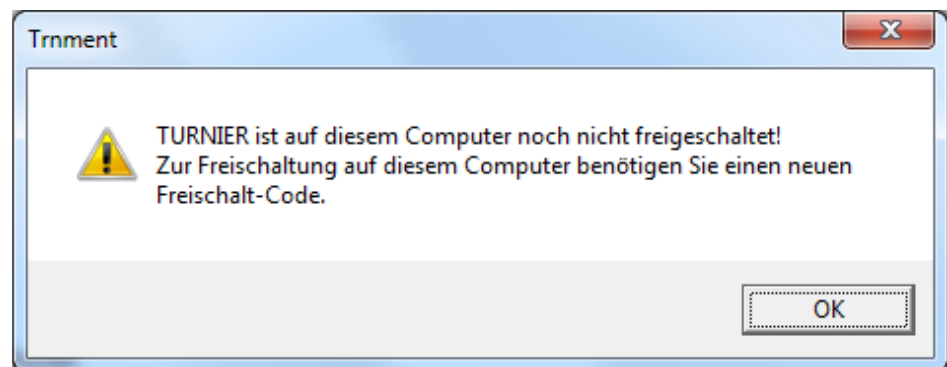 Trnment
TURNIER ist auf diesem Computer noch nicht freigeschaltet!
Zur Freischaltung auf diesem Computer benötigen Sie einen neuen
Freischalt-Code.
OK